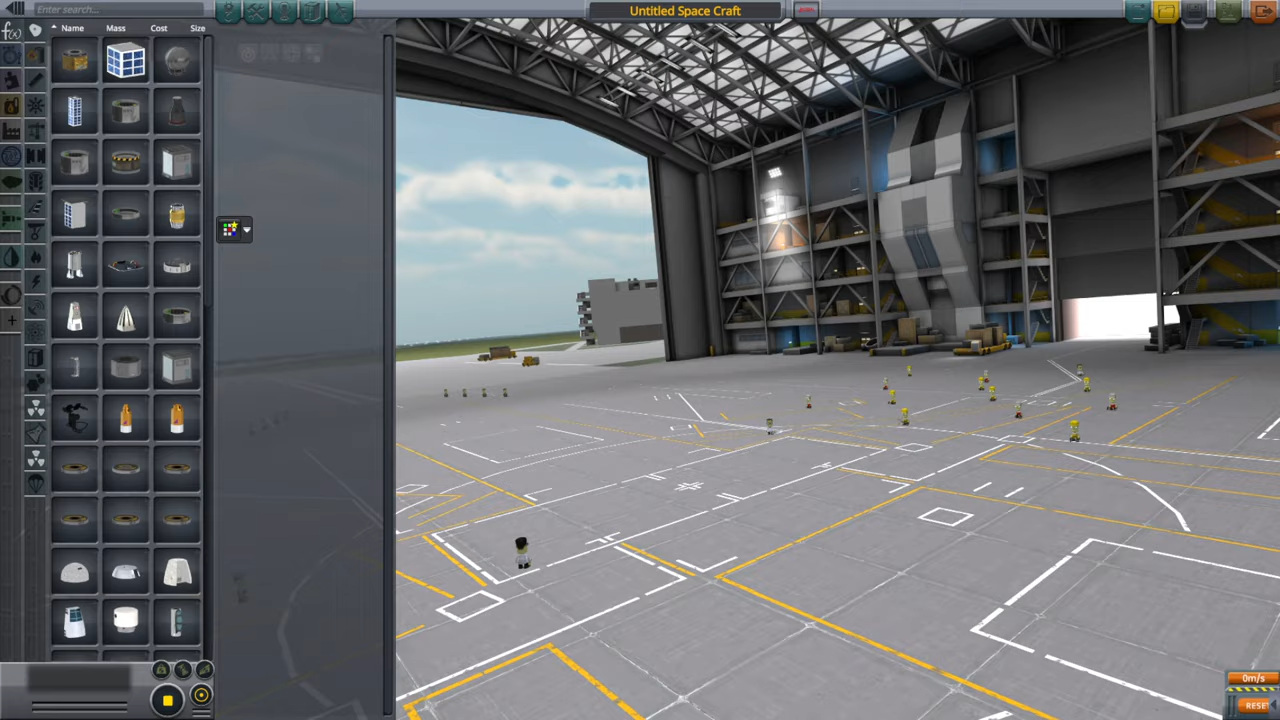 Enter search...
Untitled Space Craft
f(x)
Name Mass Cost Size
0m/s
RESET